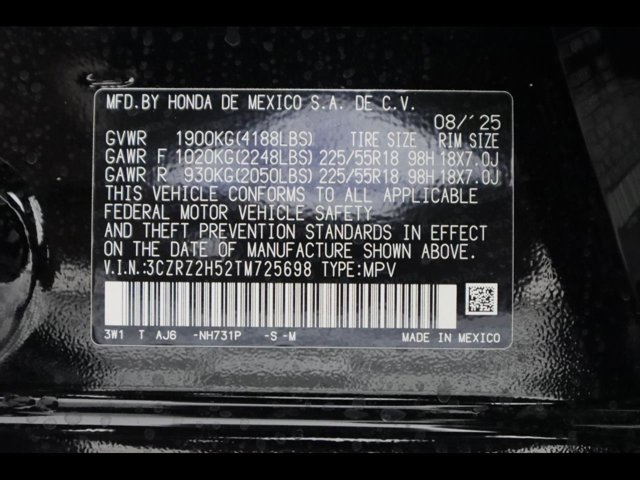 MFD.BY HONDA DE MEXICO S.A. DE C.V.
08/'25
GVWR 1900KG(4188LBS) TIRE SIZE RIM SIZE
GAWR F 1020KG(2248LBS) 225/55R18 98H 18X7.0J
GAWR R 930KG(2050LBS) 225/55R18 98H 18X7.0J
THIS VEHICLE CONFORMS TO ALL APPLICABLE
FEDERAL MOTOR VEHICLE SAFETY
AND THEFT PREVENTION STANDARDS IN EFFECT
ON THE DATE OF MANUFACTURE SHOWN ABOVE.
V.I.N.:3CZRZ2H52TM725698 TYPE:MPV
3W1 T AJ6 -NH731P -S -M MADE IN MEXICO